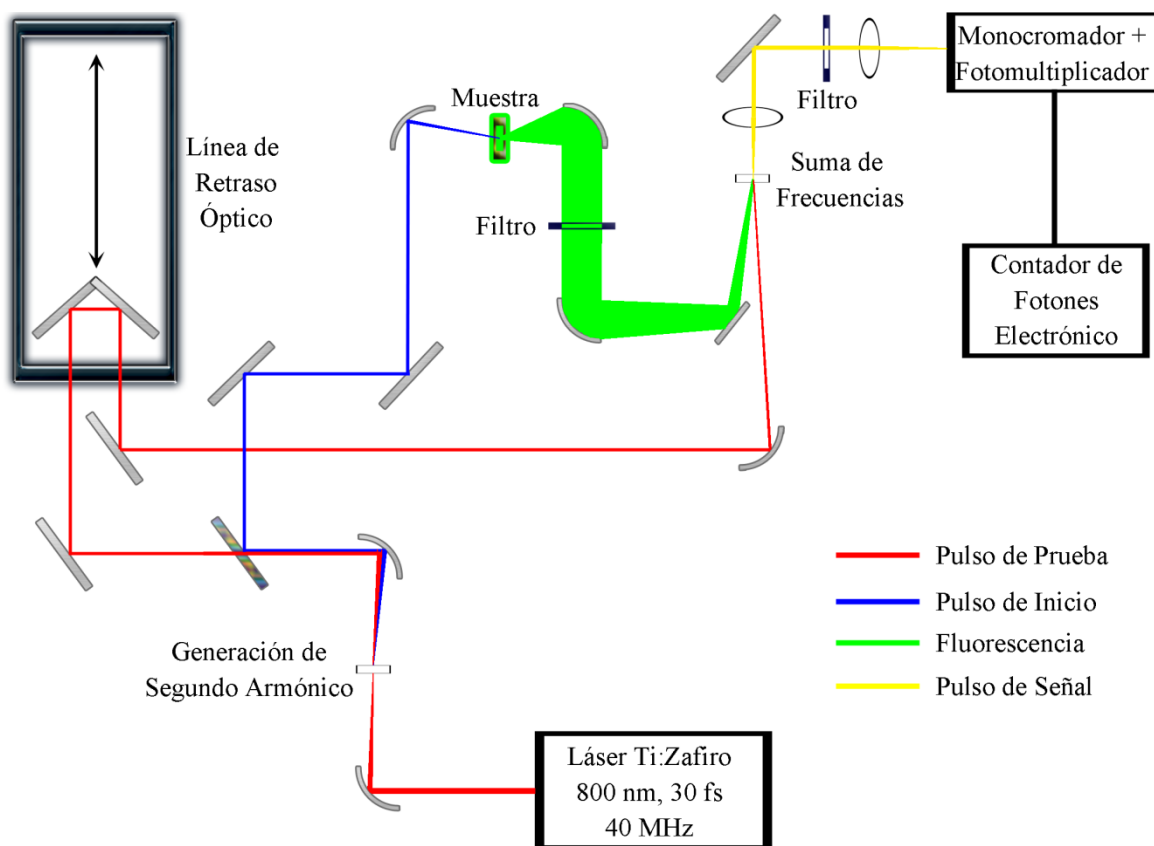 Línea de
Retraso
Óptico
Muestra
Filtro
Filtro
Monocromador +
Fotomultiplicador
Suma de
Frecuencias
Contador de
Fotones
Electrónico
Generación de
Segundo Armónico
Láser Ti:Zafiro
800 nm, 30 fs
40 MHz
Pulso de Prueba
Pulso de Inicio
Fluorescencia
Pulso de Señal